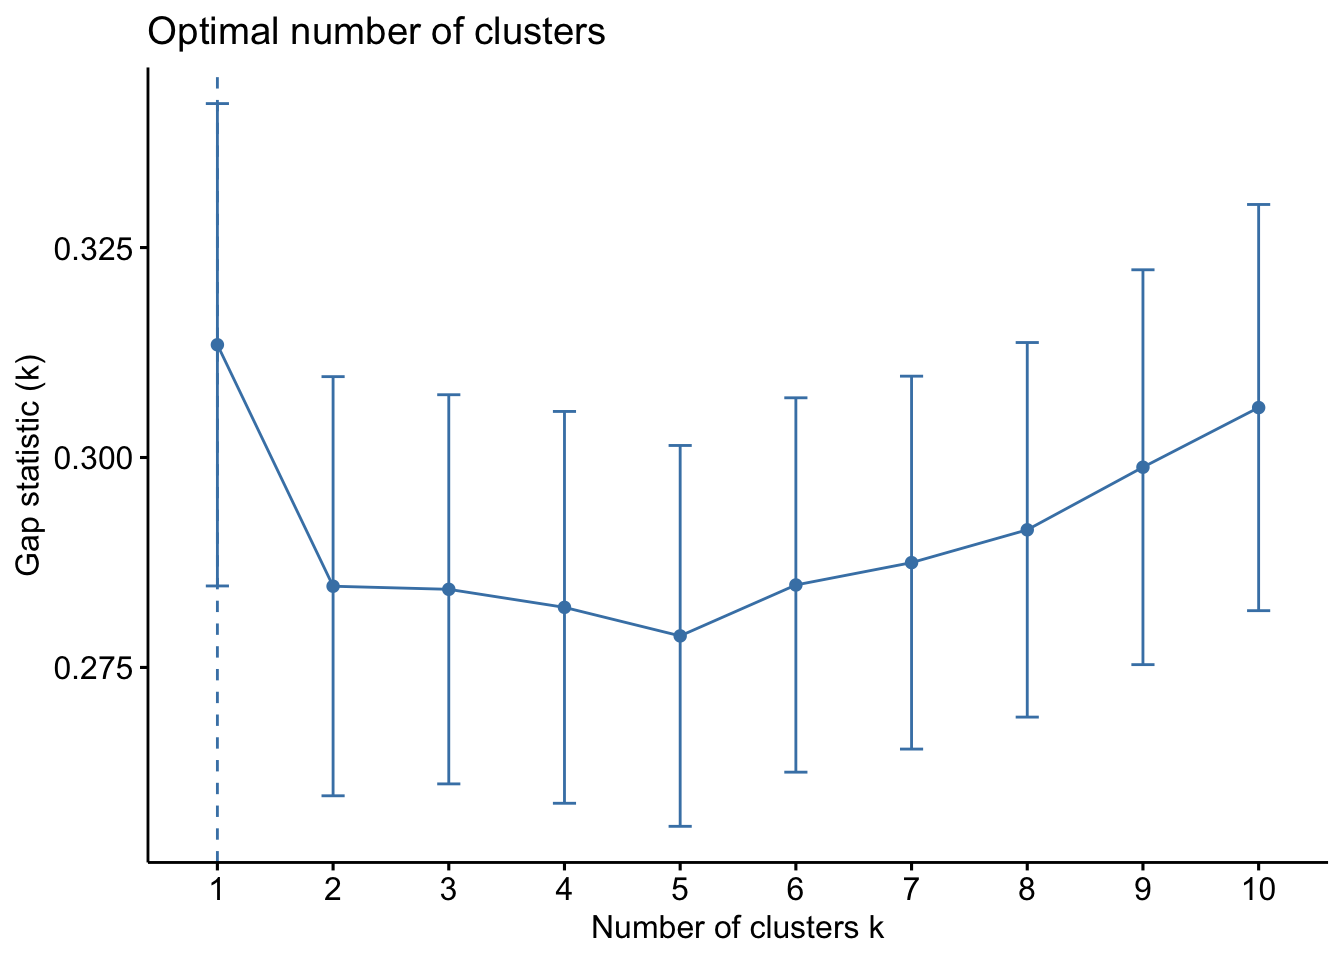 Optimal number of clusters
Gap statistic (k)
0.325
0.300
0.275
1 2 3 4 5 6 7 8 9 10
Number of clusters k